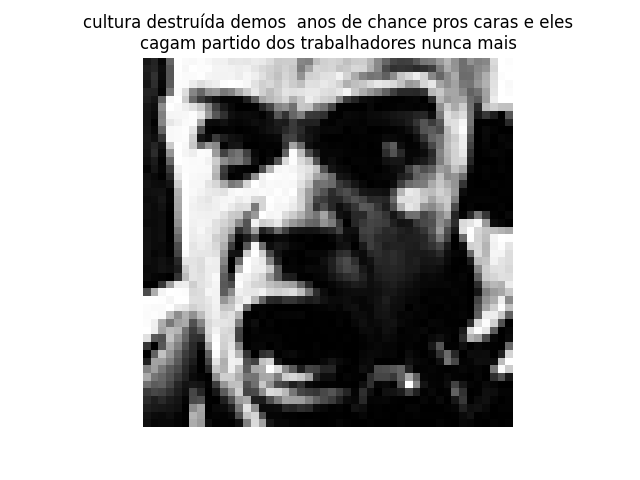 cultura destruída demos  anos de chance pros caras e eles
cagam partido dos trabalhadores nunca mais